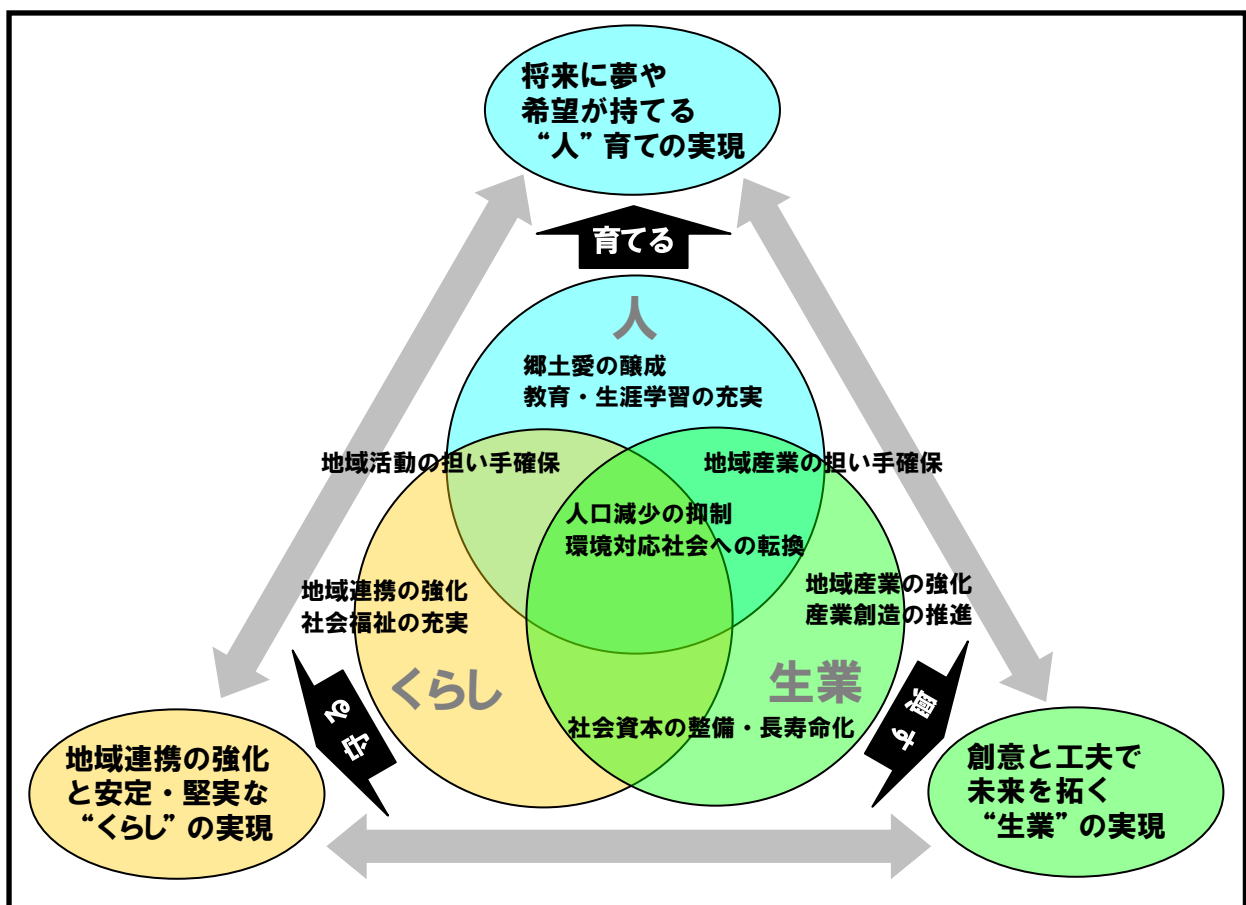 将来に夢や
希望が持てる
“人”育ての実現
育てる
人
郷土愛の醸成
教育・生涯学習の充実
地域活動の担い手確保
地域産業の担い手確保
人口減少の抑制
環境対応社会への転換
地域連携の強化
社会福祉の充実
地域産業の強化
産業創造の推進
くらし
生業
守る
興す
社会資本の整備・長寿命化
地域連携の強化
と安定・堅実な
“くらし”の実現
創意と工夫で
未来を拓く
“生業”の実現